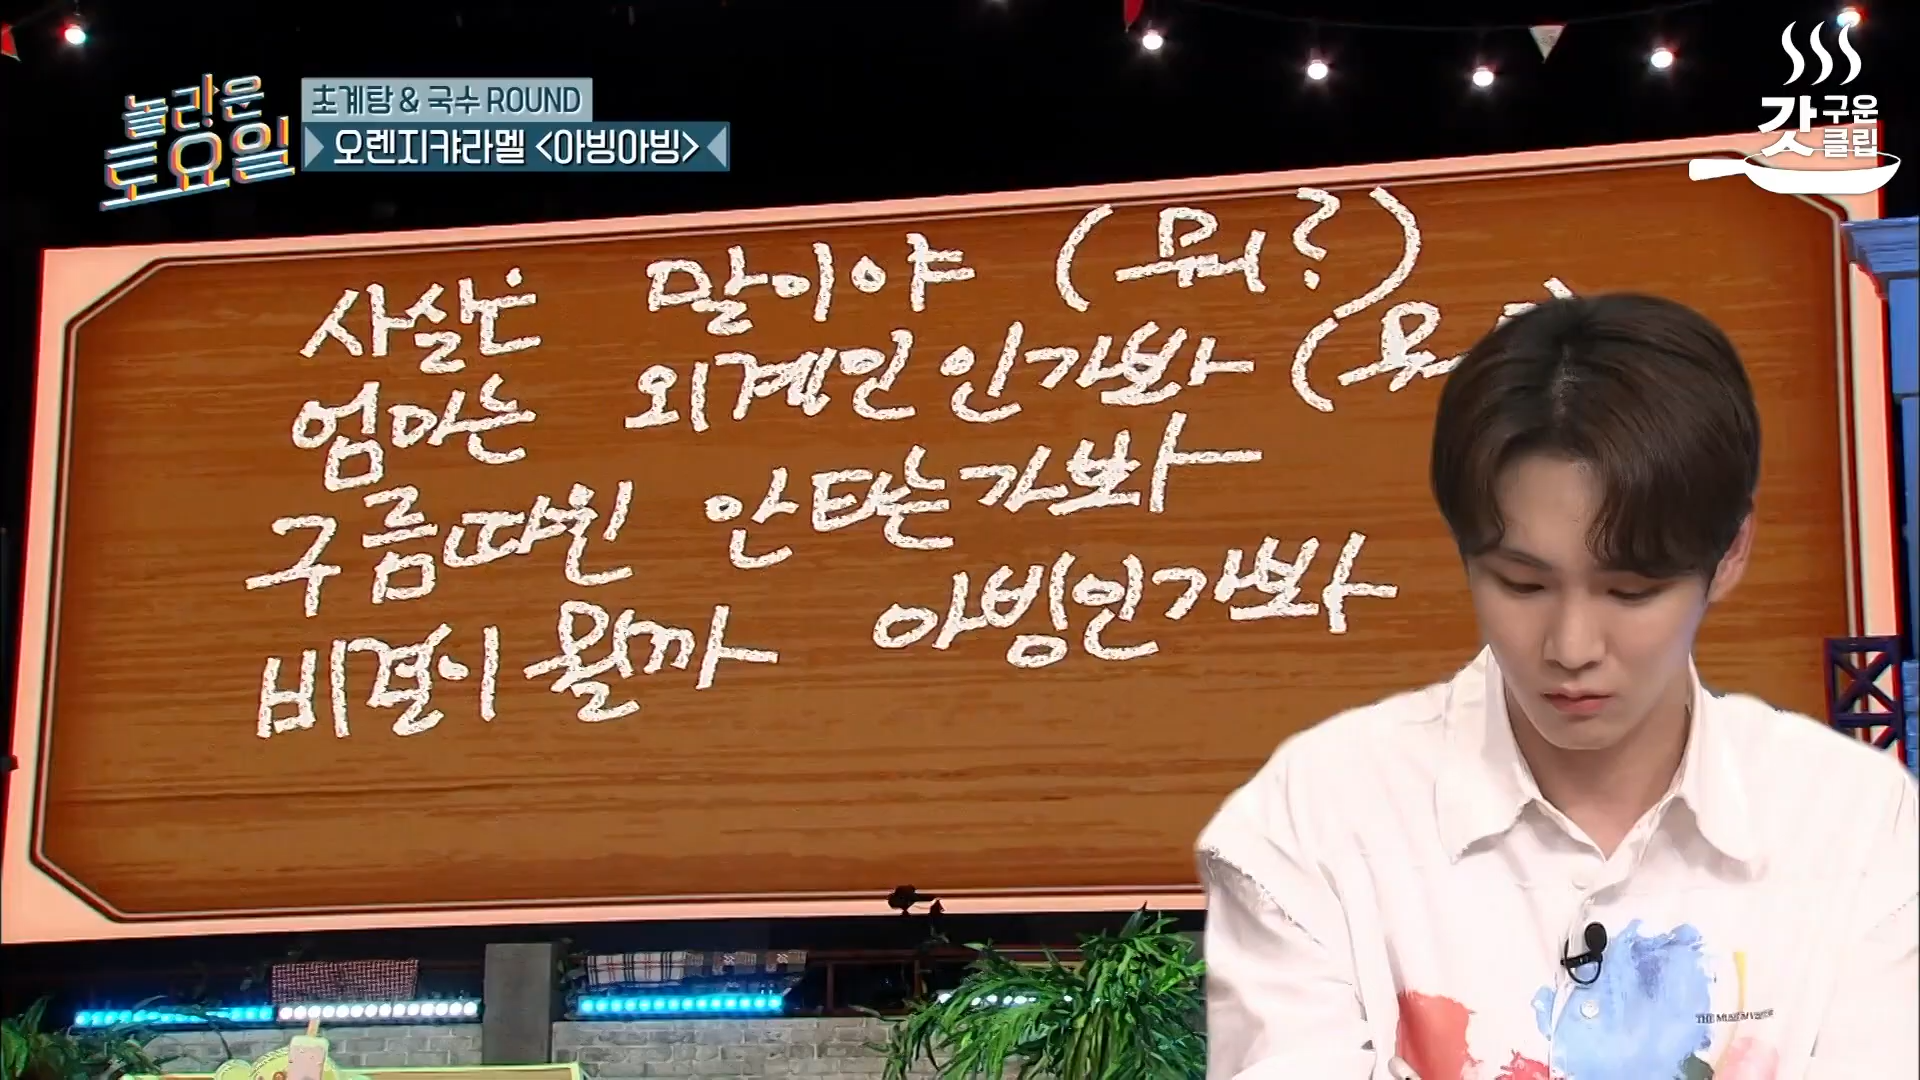 놀라운
토요일
초계탕 & 국수 ROUND
오렌지캬라멜 <아빙아빙>
갓구운
클립
사실은 말이야 (뭐?)
엄마는 외계인인가봐
구름따윈 안타는가봐
비결이 뭘까 아빙인가봐